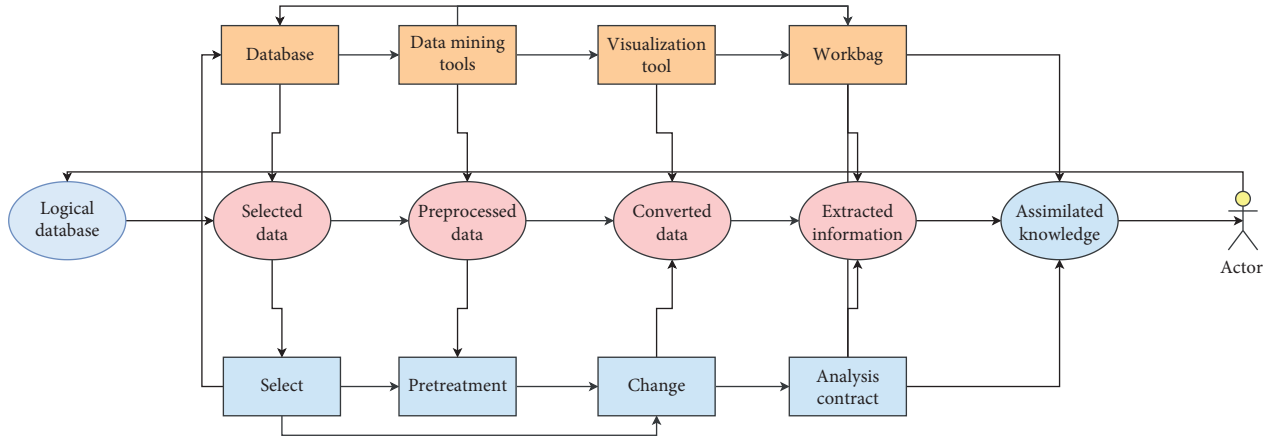 Database
Data mining
tools
Visualization
tool
Workbag
Logical
database
Selected
data
Preprocessed
data
Converted
data
Extracted
information
Assimilated
knowledge
Actor
Select
Pretreatment
Change
Analysis
contract